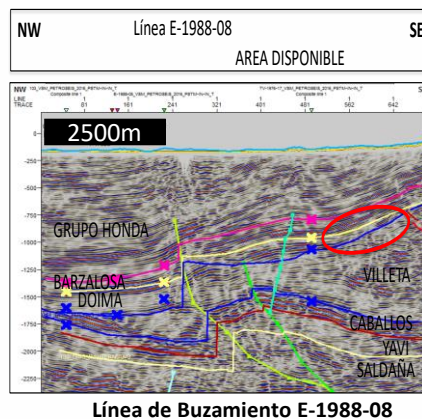 NW Línea E-1988-08 SE
AREA DISPONIBLE
NW
LINE
TRACE 81 161 241 321 401 481 562 642
2500m
0
-250
-500
-750
-1000
-1250
-1500
-1750
-2000
-2250
GRUPO HONDA
BARZALOSA
DOIMA
VILLETA
CABALLOS
YAVI
SALDAÑA
Línea de Buzamiento E-1988-08